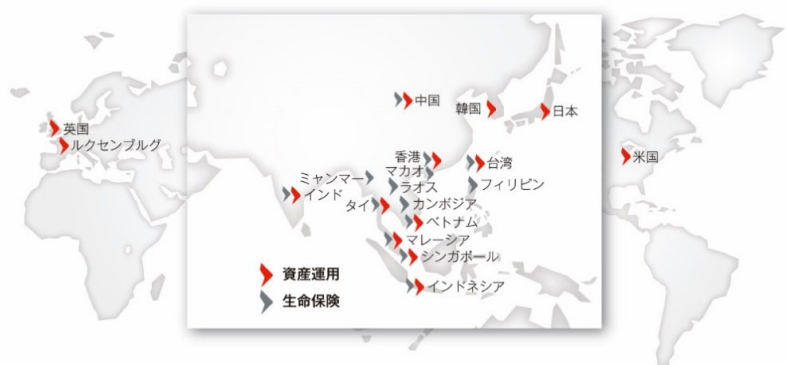 英国
ルクセンブルグ
中国
韓国
日本
香港
マカオ
台湾
ミャンマー
ラオス
フィリピン
インド
タイ
カンボジア
ベトナム
マレーシア
シンガポール
インドネシア
米国
資産運用
生命保険